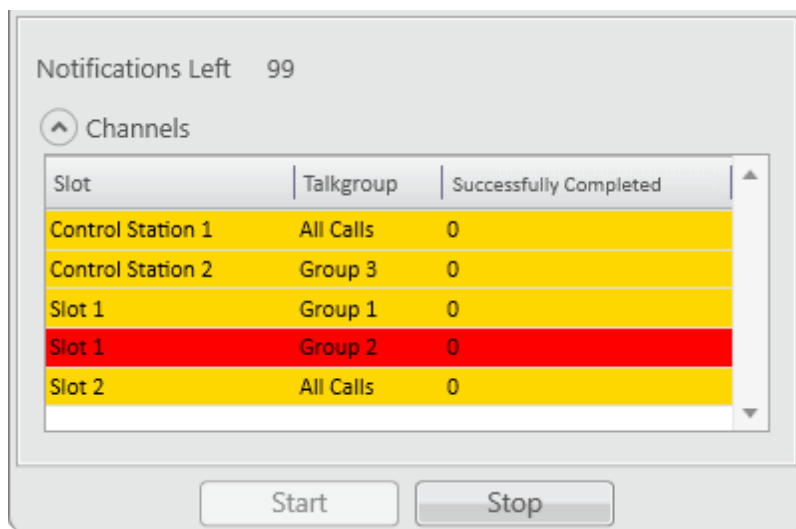 Notifications Left 99
Channels
Slot Talkgroup Successfully Completed
Control Station 1 All Calls 0
Control Station 2 Group 3 0
Slot 1 Group 1 0
Slot 1 Group 2 0
Slot 2 All Calls 0
Start Stop